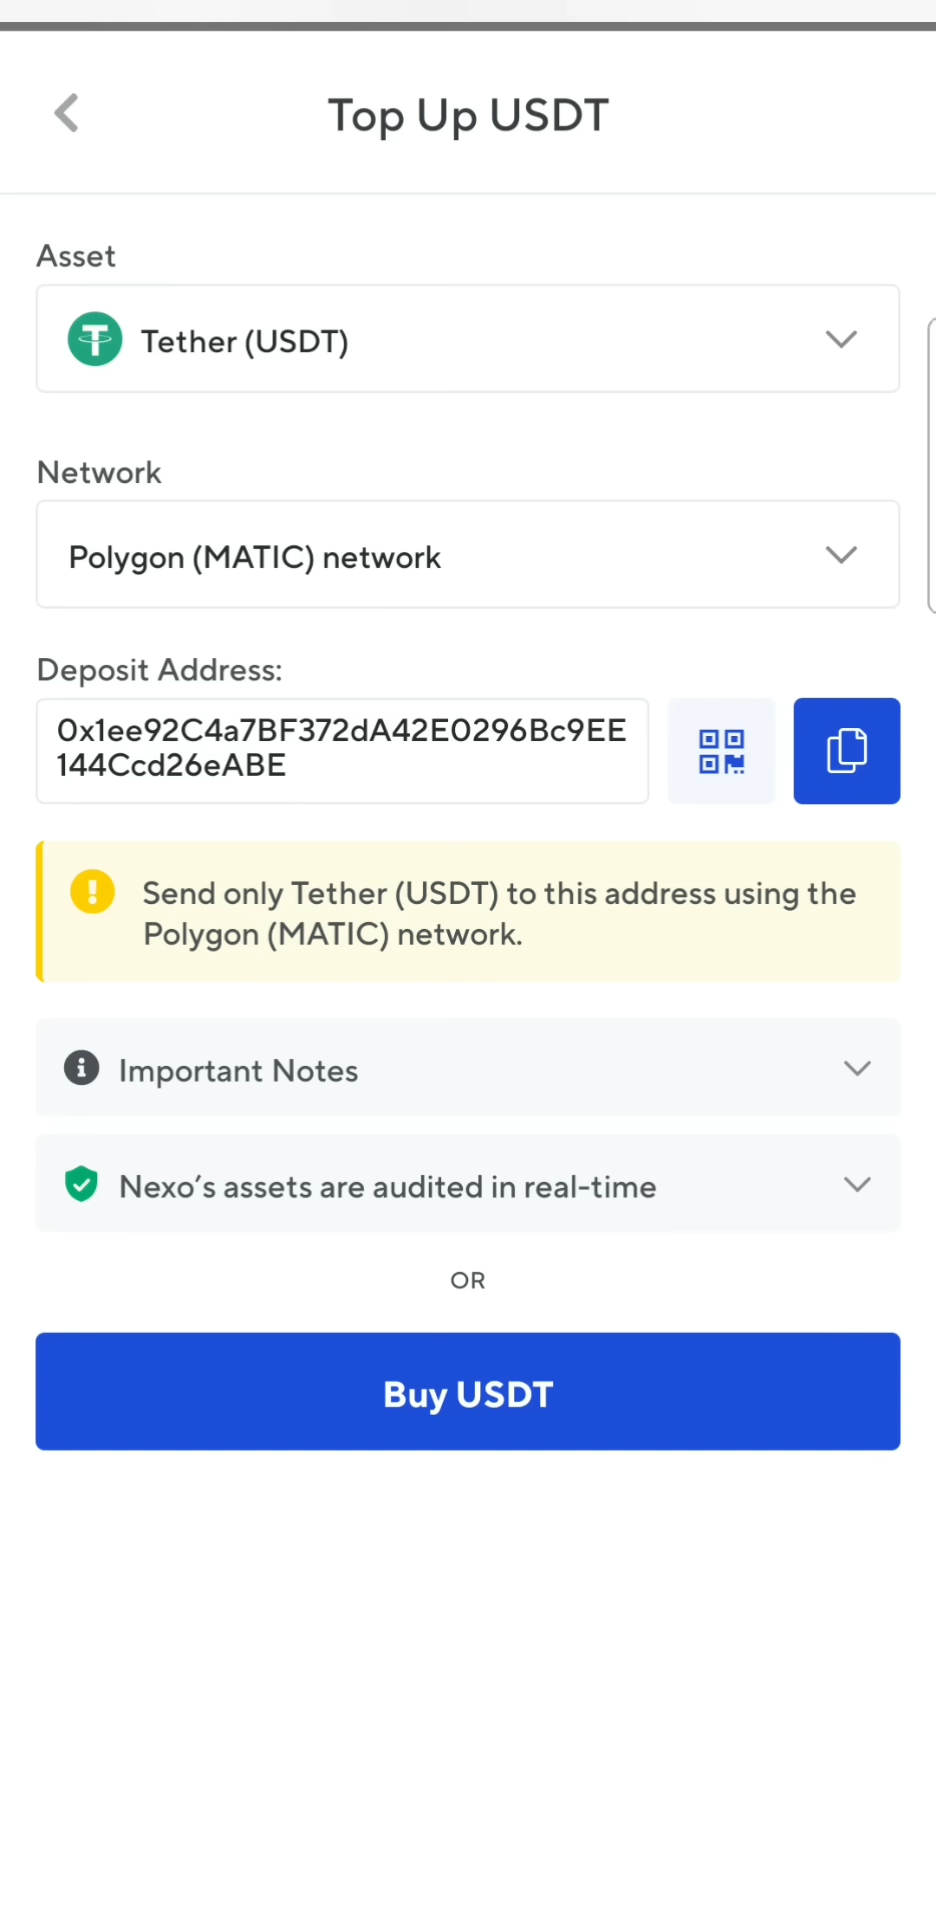 Top Up USDT
Asset
Tether (USDT)
Network
Polygon (MATIC) network
Deposit Address:
0x1ee92C4a7BF372dA42E0296Bc9EE
144Ccd26eABE
Send only Tether (USDT) to this address using the
Polygon (MATIC) network.
Important Notes
Nexo’s assets are audited in real-time
OR
Buy USDT